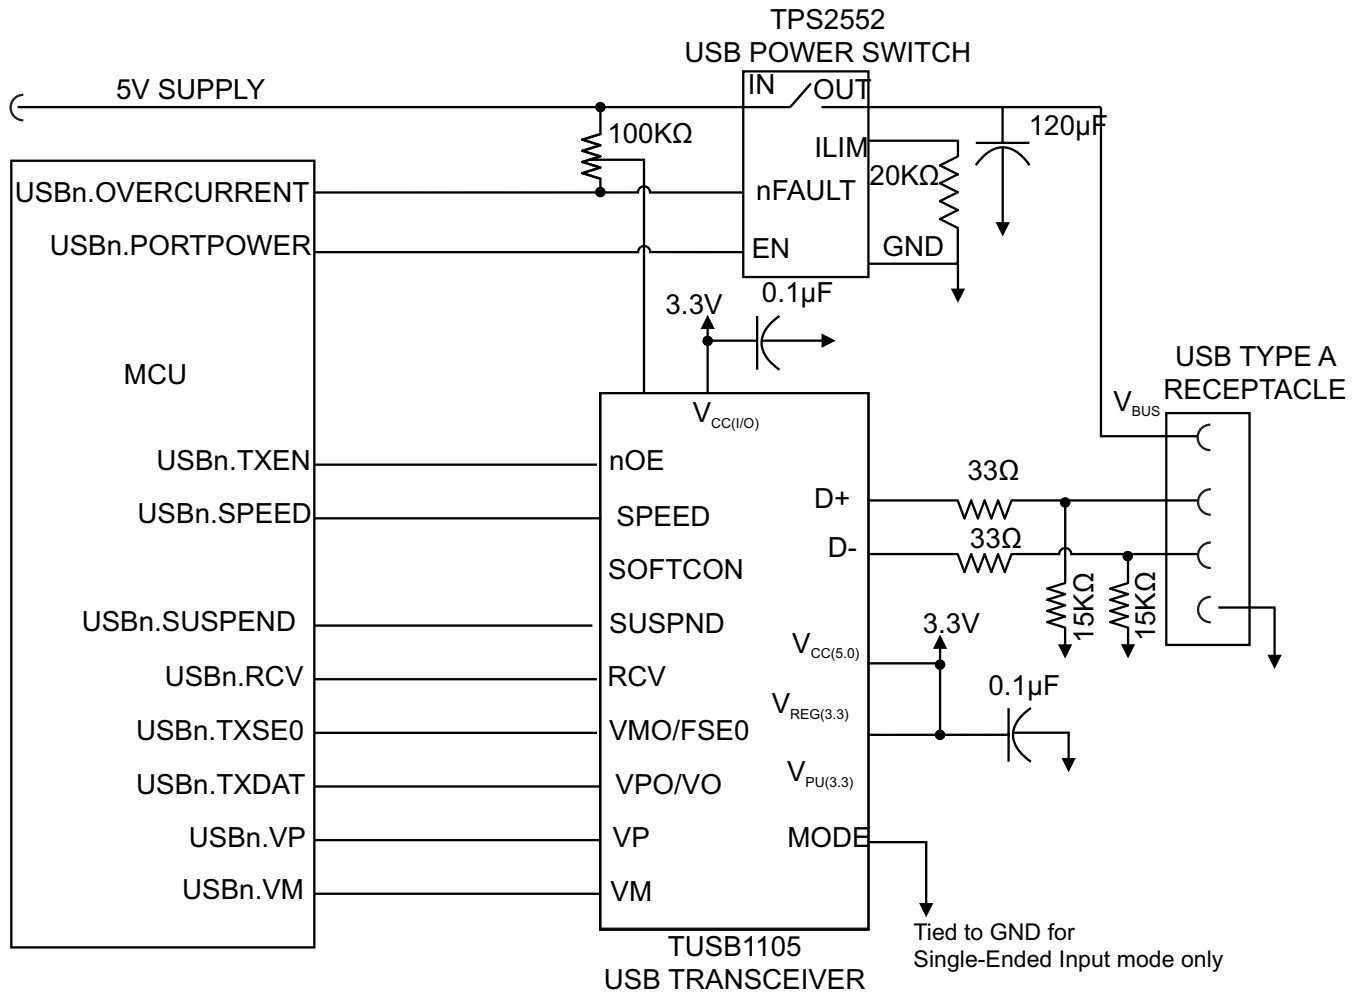 TPS2552
USB POWER SWITCH
5V SUPPLY
IN
OUT
100KΩ
120µF
ILIM
20KΩ
USBn.OVERCURRENT
nFAULT
USBn.PORTPOWER
EN
GND
3.3V
0.1µF
MCU
USB TYPE A
RECEPTACLE
VBUS
VCC(I/O)
USBn.TXEN
nOE
33Ω
D+
USBn.SPEED
SPEED
33Ω
D-
SOFTCON
15KΩ
15KΩ
USBn.SUSPEND
SUSPND
3.3V
VCC(5.0)
USBn.RCV
RCV
0.1µF
VREG(3.3)
USBn.TXSE0
VMO/FSE0
USBn.TXDAT
VPO/VO
VPU(3.3)
USBn.VP
VP
MODE
USBn.VM
VM
Tied to GND for
Single-Ended Input mode only
TUSB1105
USB TRANSCEIVER